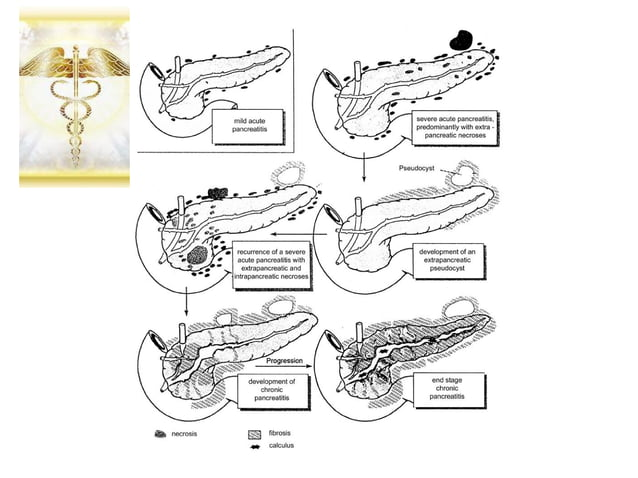 mild acute
pancreatitis
severe acute pancreatitis,
predominantly with extra -
pancreatic necroses
Pseudocyst
recurrence of a severe
acute pancreatitis with
extrapancreatic and
intrapancreatic necroses
development of an
extrapancreatic
pseudocyst
Progression
development of
chronic
pancreatitis
end stage
chronic
pancreatitis
necrosis
fibrosis
calculus